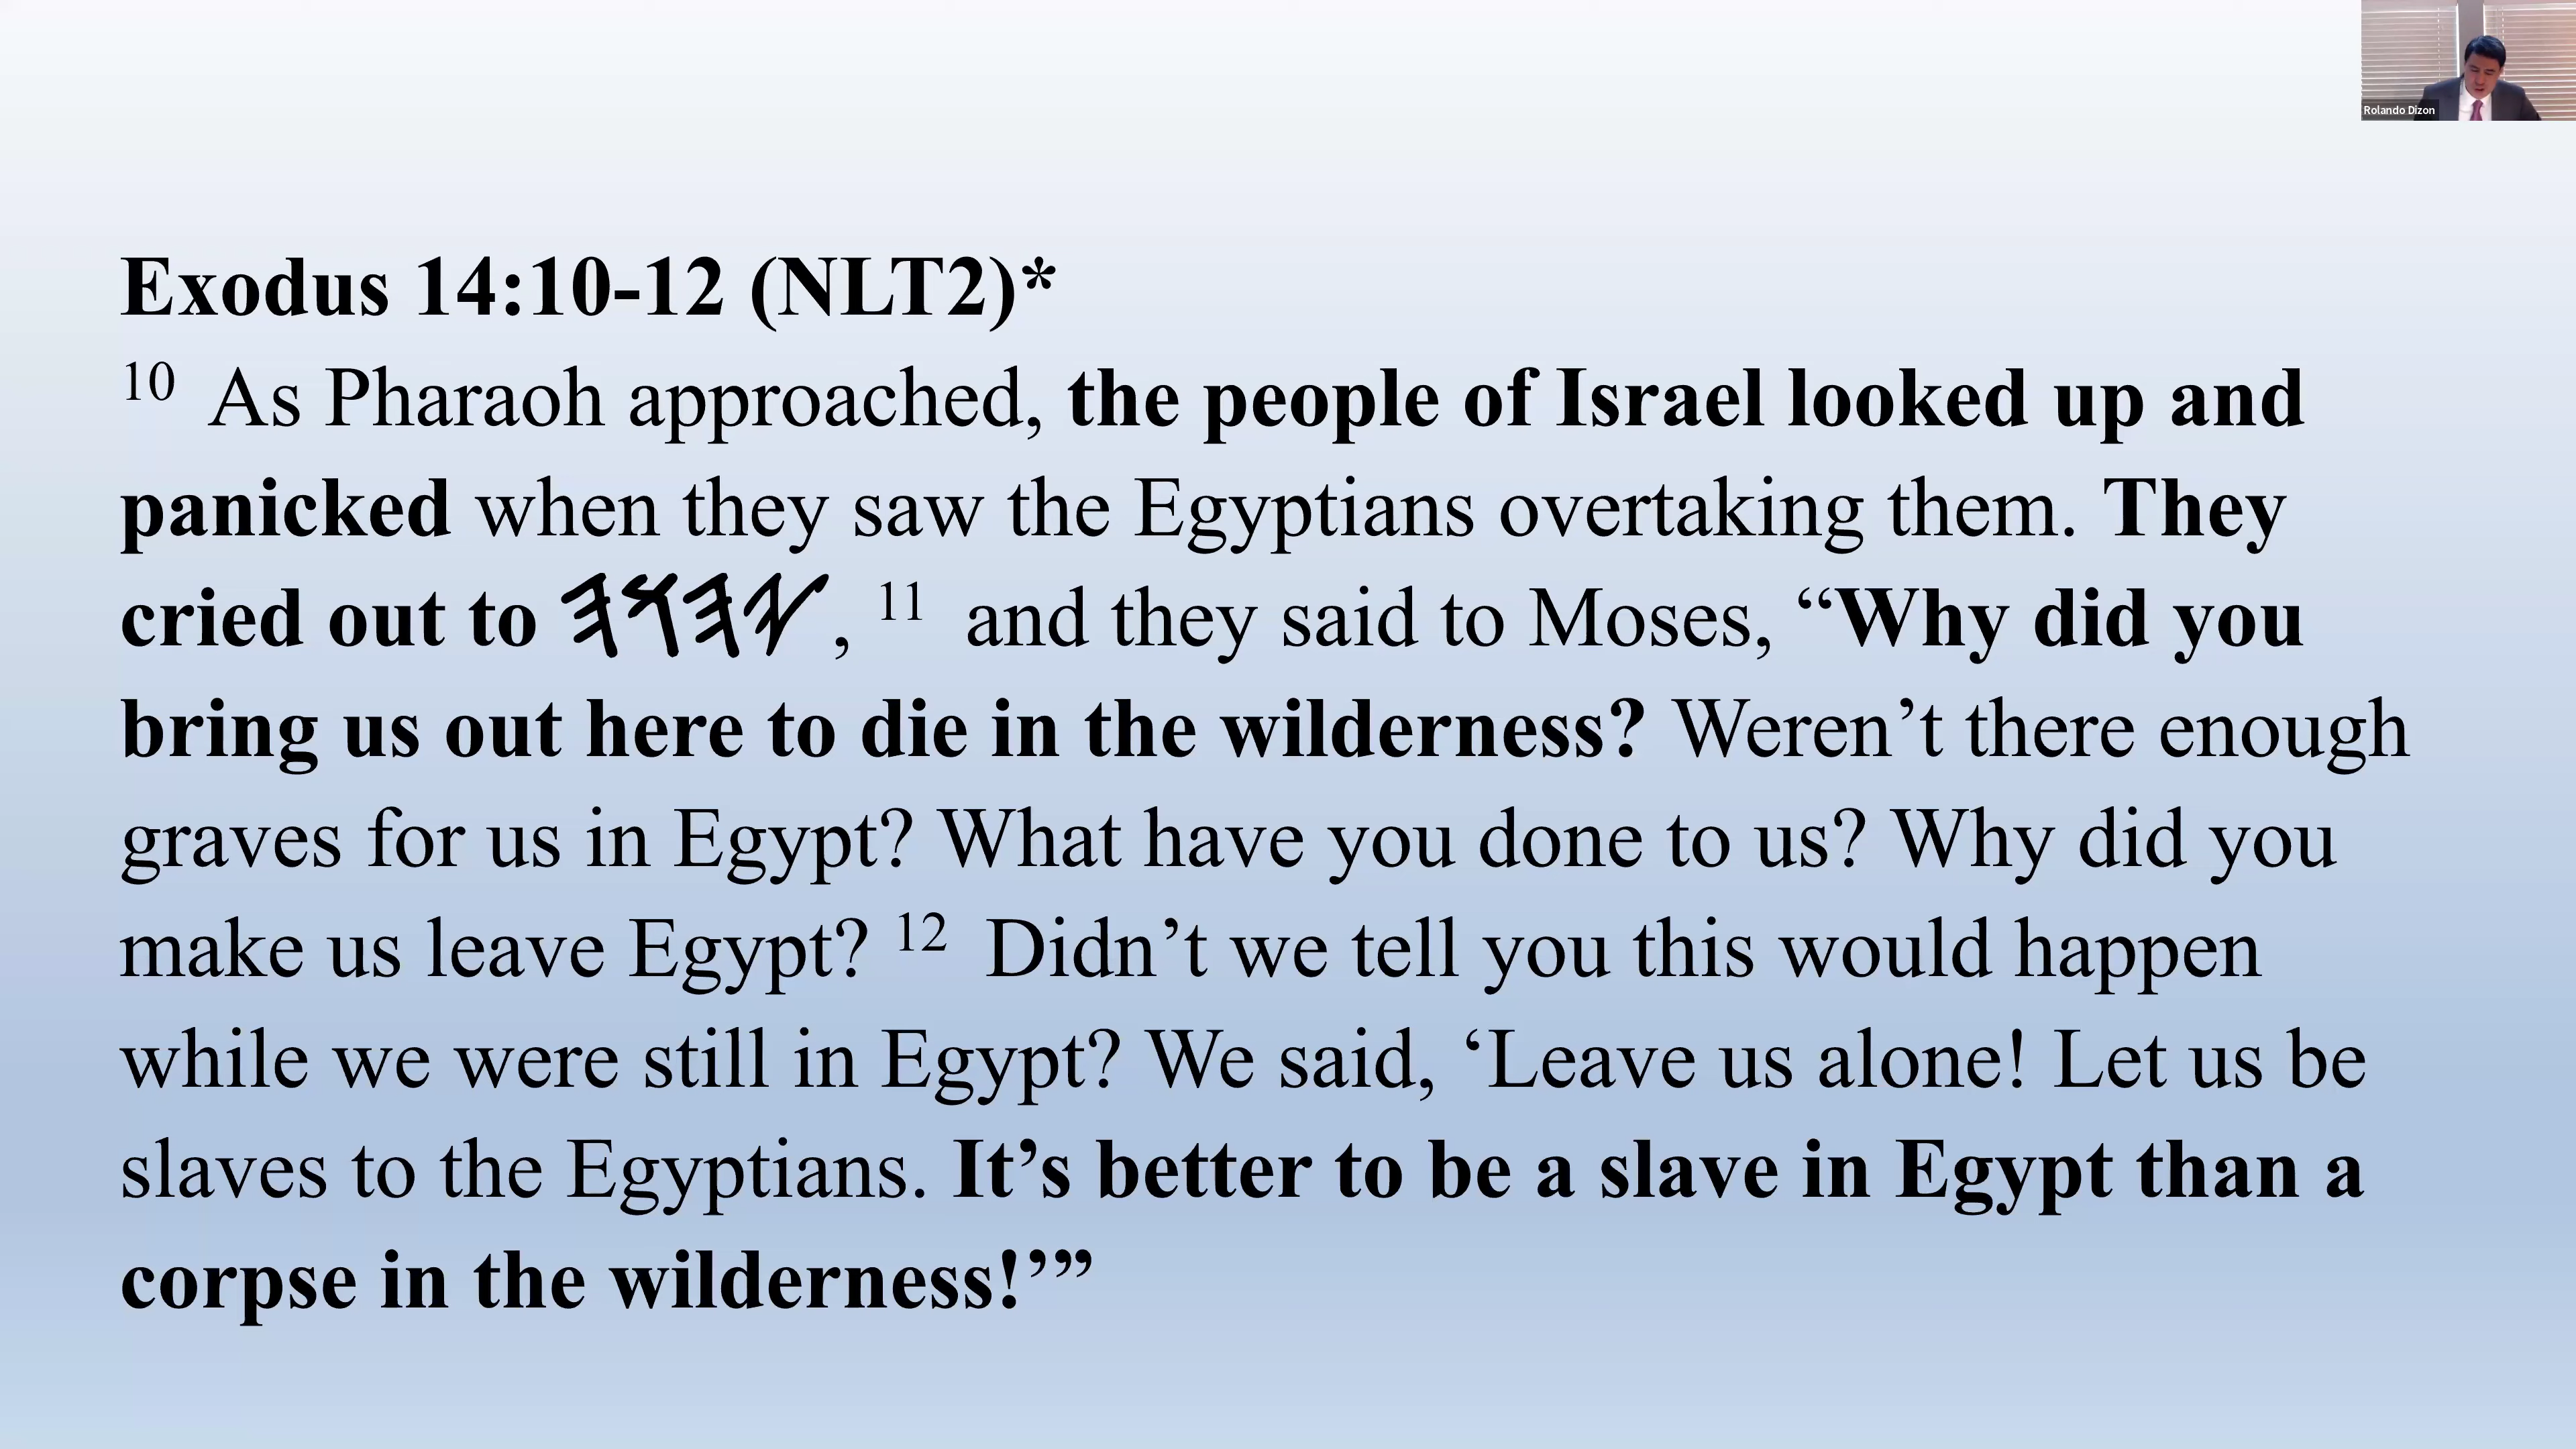 Rolando Dizon
Exodus 14:10-12 (NLT2)*
10 As Pharaoh approached, the people of Israel looked up and
panicked when they saw the Egyptians overtaking them. They
cried out to 𐤉𐤄𐤅𐤄, 11 and they said to Moses, “Why did you
bring us out here to die in the wilderness? Weren’t there enough
graves for us in Egypt? What have you done to us? Why did you
make us leave Egypt? 12 Didn’t we tell you this would happen
while we were still in Egypt? We said, ‘Leave us alone! Let us be
slaves to the Egyptians. It’s better to be a slave in Egypt than a
corpse in the wilderness!’”